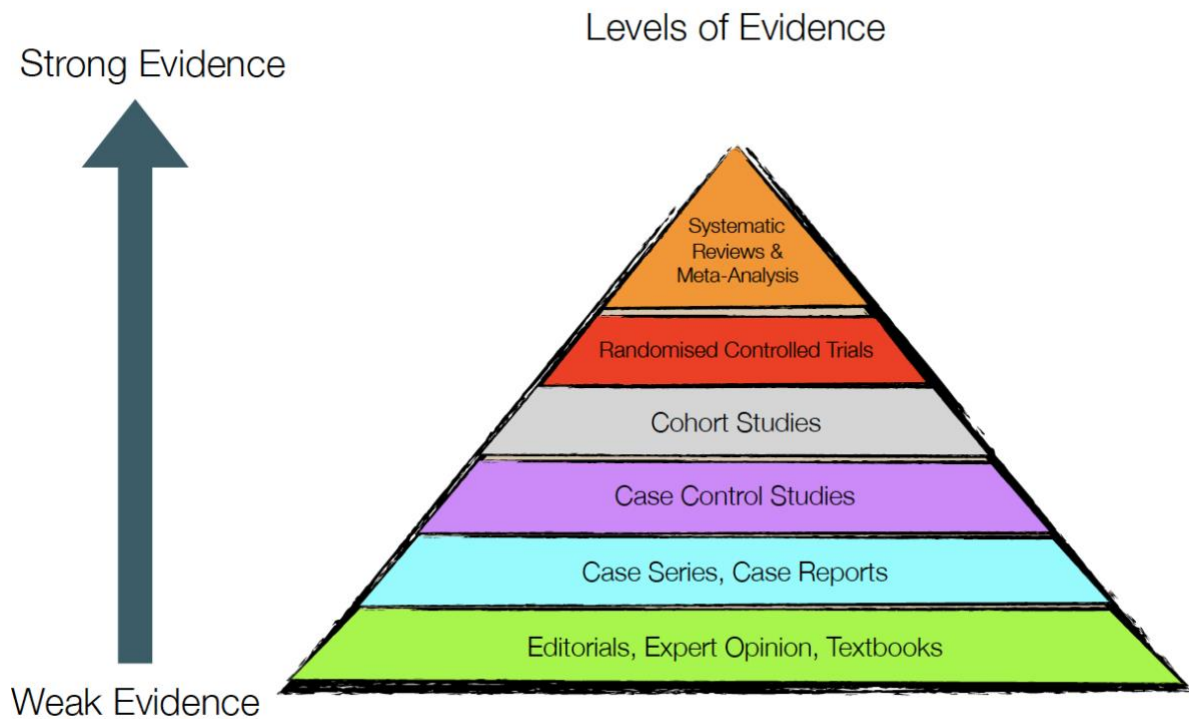 Levels of Evidence
Strong Evidence
Systematic
Reviews &
Meta-Analysis
Randomised Controlled Trials
Cohort Studies
Case Control Studies
Case Series, Case Reports
Editorials, Expert Opinion, Textbooks
Weak Evidence